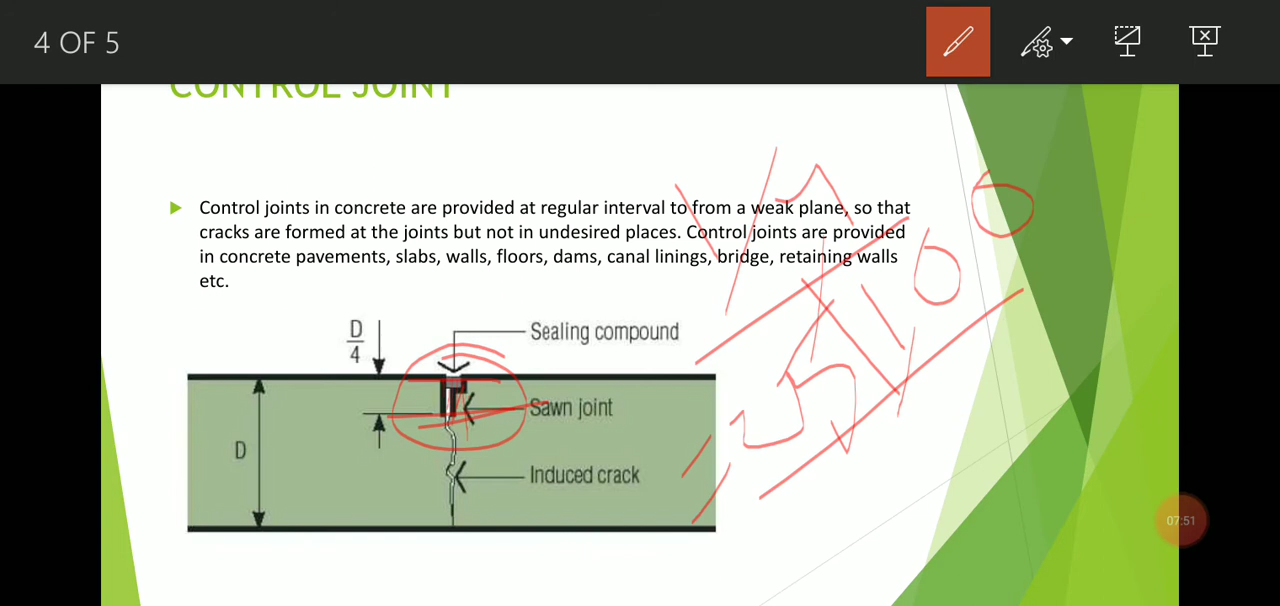 4 OF 5
CONTROL JOINT
Control joints in concrete are provided at regular interval to from a weak plane, so that
cracks are formed at the joints but not in undesired places. Control joints are provided
in concrete pavements, slabs, walls, floors, dams, canal linings, bridge, retaining walls
etc.
D
4
Sealing compound
Sawn joint
D
Induced crack
07:51